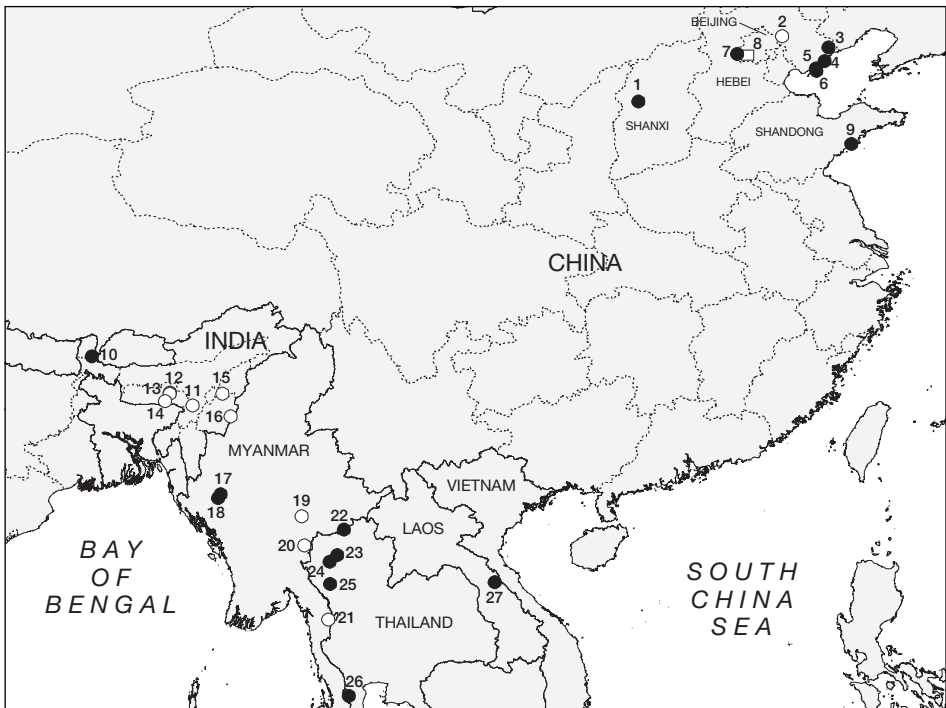 BEIJING
2
3
7
8
5
4
6
HEBEI
1
SHANXI
SHANDONG
9
CHINA
INDIA
10
12
15
13
11
14
16
MYANMAR
VIETNAM
17
18
19
22
LAOS
20
23
24
25
27
BAY
OF
BENGAL
SOUTH
CHINA
SEA
21
THAILAND
26